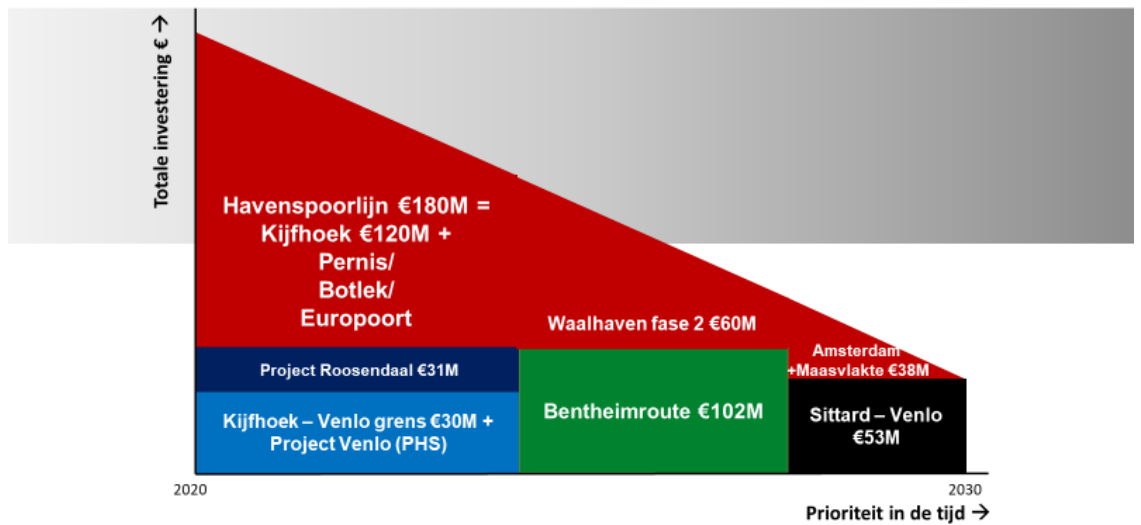 Totale investering € →
Havenspoorlijn €180M =
Kijfhoek €120M +
Pernis/
Botlek/
Europoort
Waalhaven fase 2 €60M
Amsterdam
+Maasvlakte €38M
Project Roosendaal €31M
Kijfhoek – Venlo grens €30M +
Project Venlo (PHS)
Bentheimroute €102M
Sittard – Venlo
€53M
2020
2030
Prioriteit in de tijd →